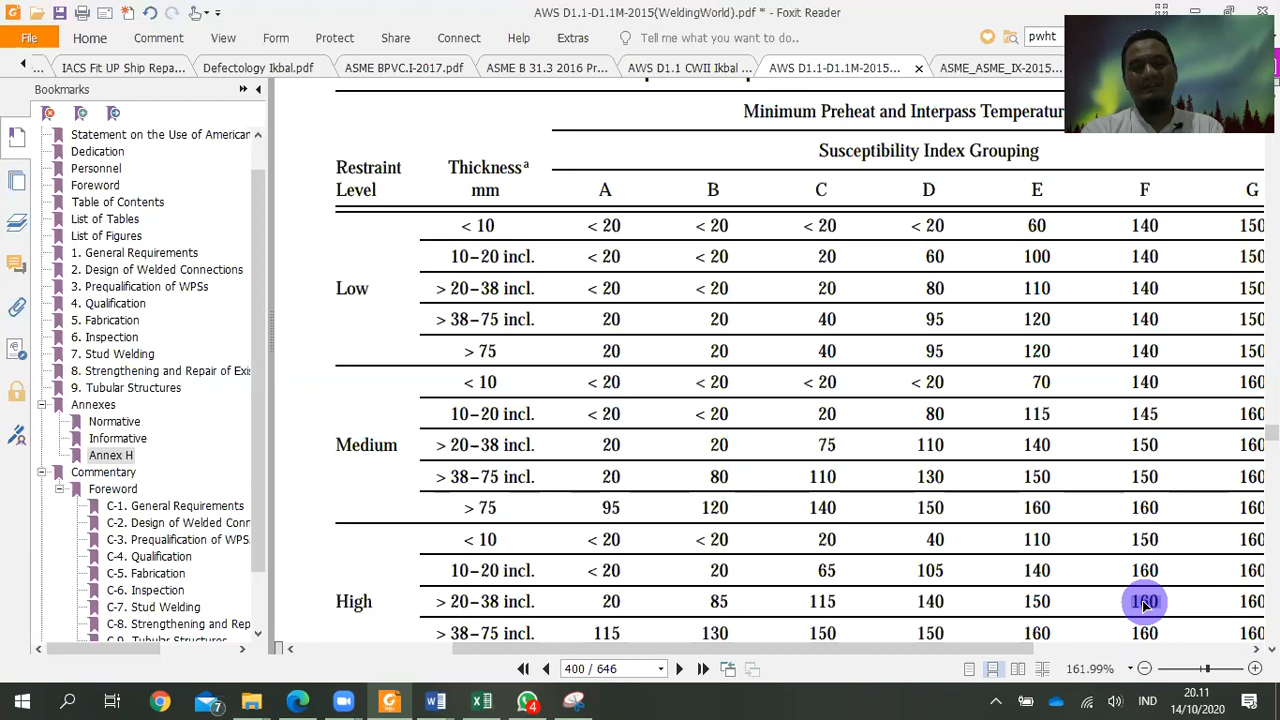 AWS D1.1-D1.1M-2015(WeldingWorld).pdf * - Foxit Reader
File Home Comment View Form Protect Share Connect Help Extras Tell me what you want to do.. pwht
... IACS Fit UP Ship Repa... Defectology Ikbal.pdf ASME BPVC.I-2017.pdf ASME B 31.3 2016 Pr... AWS D1.1 CWII Ikbal ... AWS D1.1-D1.1M-2015... ASME_ASME_IX-2015...
Bookmarks
Statement on the Use of American
Dedication
Personnel
Foreword
Table of Contents
List of Tables
List of Figures
1. General Requirements
2. Design of Welded Connections
3. Prequalification of WPSs
4. Qualification
5. Fabrication
6. Inspection
7. Stud Welding
8. Strengthening and Repair of Exis
9. Tubular Structures
Annexes
Normative
Informative
Annex H
Commentary
Foreword
C-1. General Requirements
C-2. Design of Welded Conn
C-3. Prequalification of WPS
C-4. Qualification
C-5. Fabrication
C-6. Inspection
C-7. Stud Welding
C-8. Strengthening and Rep
C-9. Tubular Structures
Minimum Preheat and Interpass Temperatur
Susceptibility Index Grouping
Restraint Level Thickness a mm A B C D E F G
< 10 < 20 < 20 < 20 < 20 60 140 150
10–20 incl. < 20 < 20 20 60 100 140 150
Low > 20–38 incl. < 20 < 20 20 80 110 140 150
> 38–75 incl. 20 20 40 95 120 140 150
> 75 20 20 40 95 120 140 150
< 10 < 20 < 20 < 20 < 20 70 140 160
10–20 incl. < 20 < 20 20 80 115 145 160
Medium > 20–38 incl. 20 20 75 110 140 150 160
> 38–75 incl. 20 80 110 130 150 150 160
> 75 95 120 140 150 160 160 160
< 10 < 20 < 20 20 40 110 150 160
10–20 incl. < 20 20 65 105 140 160 160
High > 20–38 incl. 20 85 115 140 150 160 160
> 38–75 incl. 115 130 150 150 160 160 160
400 / 646 161.99%
7 4 IND 20.11
14/10/2020